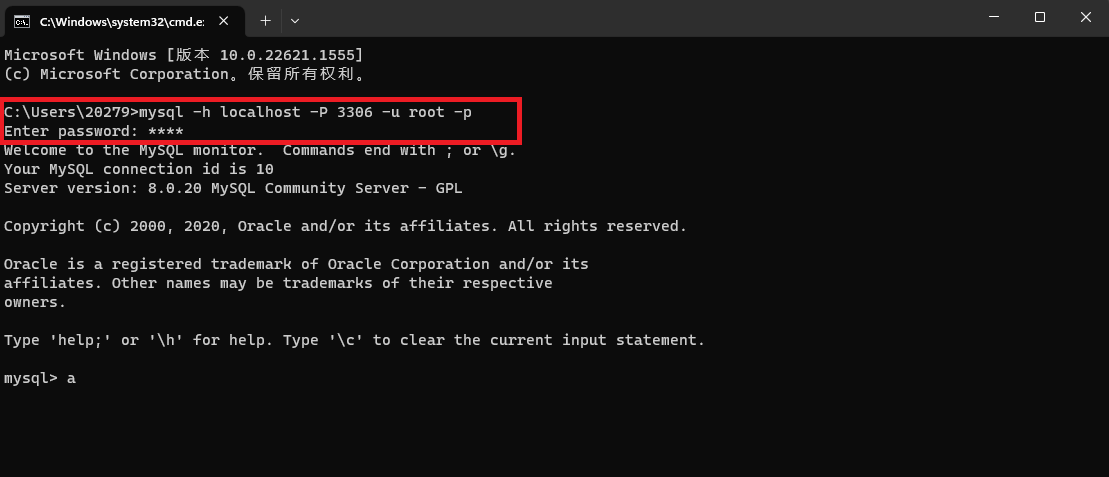 C:\Windows\system32\cmd.e
Microsoft Windows [版本 10.0.22621.1555]
(c) Microsoft Corporation。保留所有权利。
C:\Users\20279>mysql -h localhost -P 3306 -u root -p
Enter password: ****
Welcome to the MySQL monitor.  Commands end with ; or \g.
Your MySQL connection id is 10
Server version: 8.0.20 MySQL Community Server - GPL
Copyright (c) 2000, 2020, Oracle and/or its affiliates. All rights reserved.
Oracle is a registered trademark of Oracle Corporation and/or its
affiliates. Other names may be trademarks of their respective
owners.
Type 'help;' or '\h' for help. Type '\c' to clear the current input statement.
mysql> a